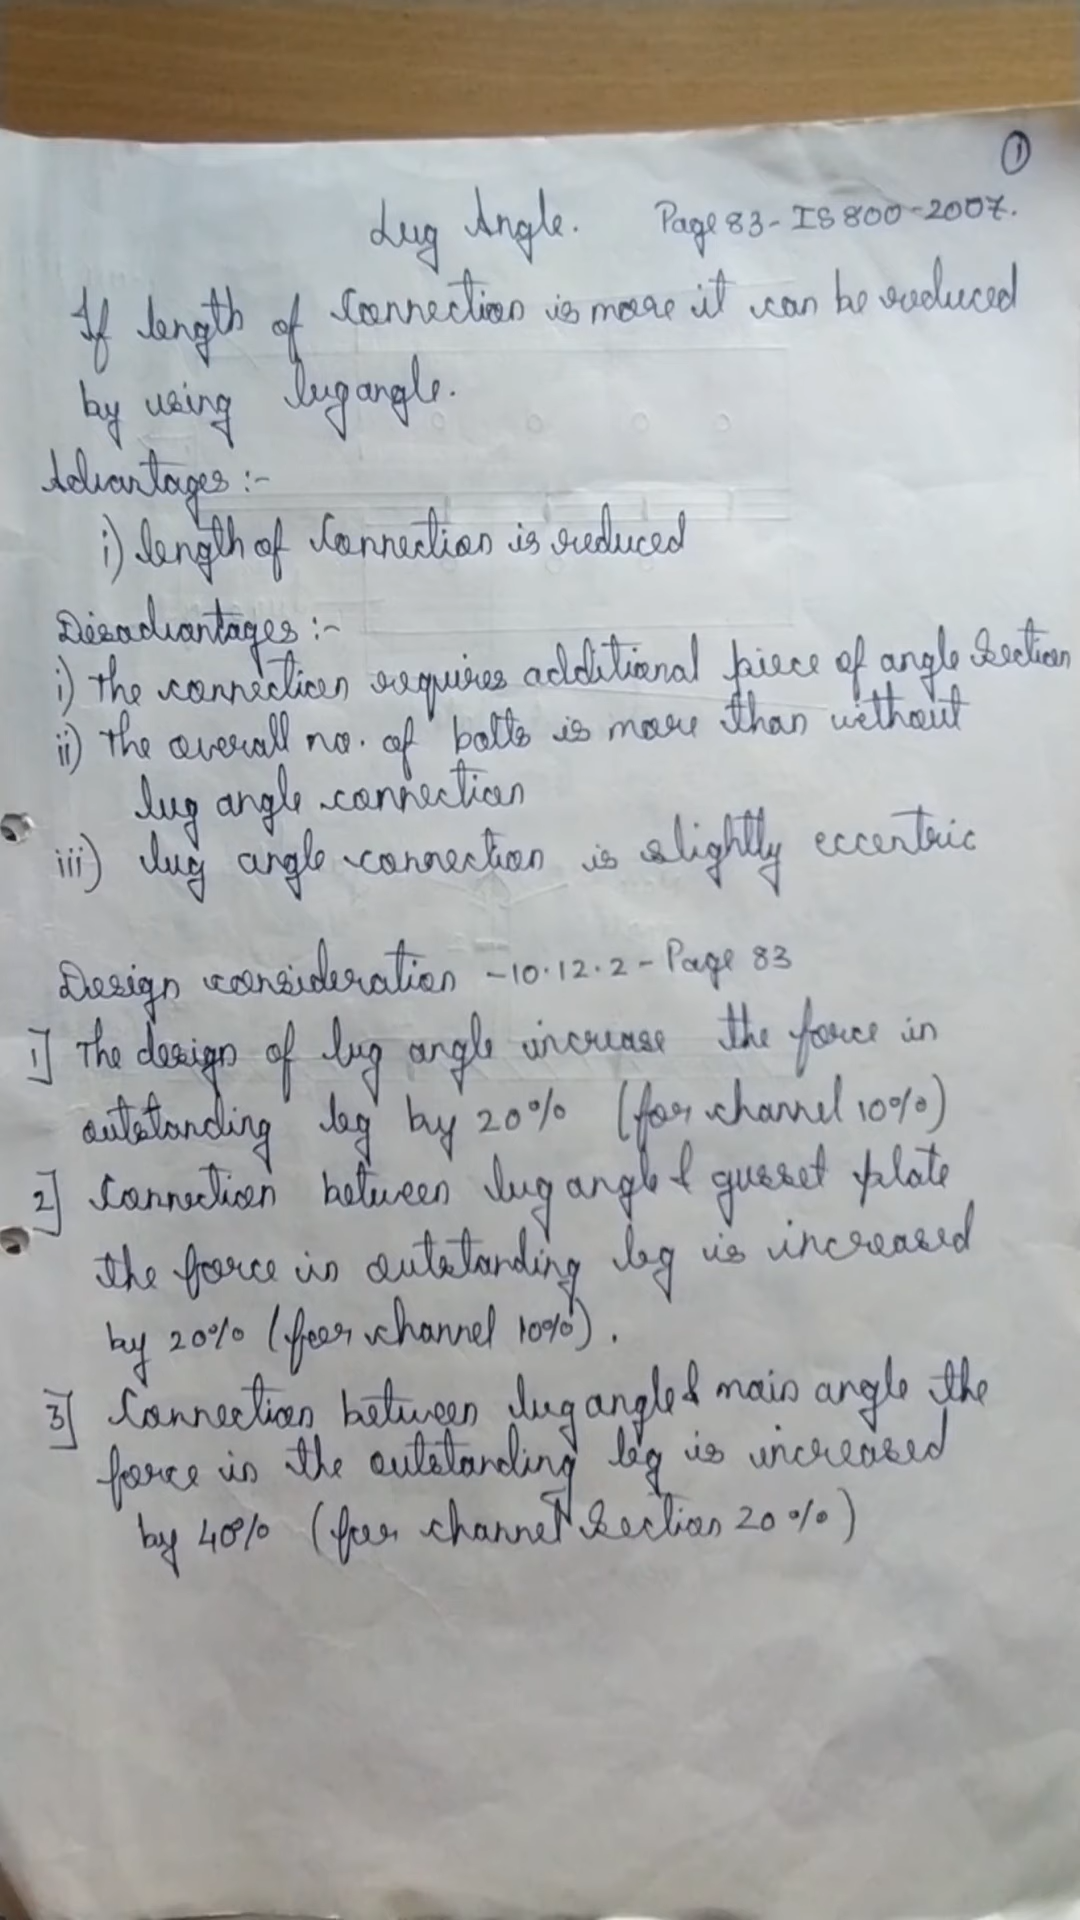 1
Lug Angle. Page 83 - IS 800-2007.
If length of connection is more it can be reduced
by using lug angle.
Advantages :-
i) length of connection is reduced
Disadvantages :-
i) the connection requires additional piece of angle section
ii) the overall no. of bolts is more than without
lug angle connection
iii) lug angle connection is slightly eccentric
Design consideration - 10.12.2 - Page 83
1] The design of lug angle increase the force in
outstanding leg by 20% (for channel 10%)
2] Connection between lug angle & gusset plate
the force in outstanding leg is increased
by 20% (for channel 10%).
3] Connection between lug angle & main angle the
force in the outstanding leg is increased
by 40% (for channel section 20%)